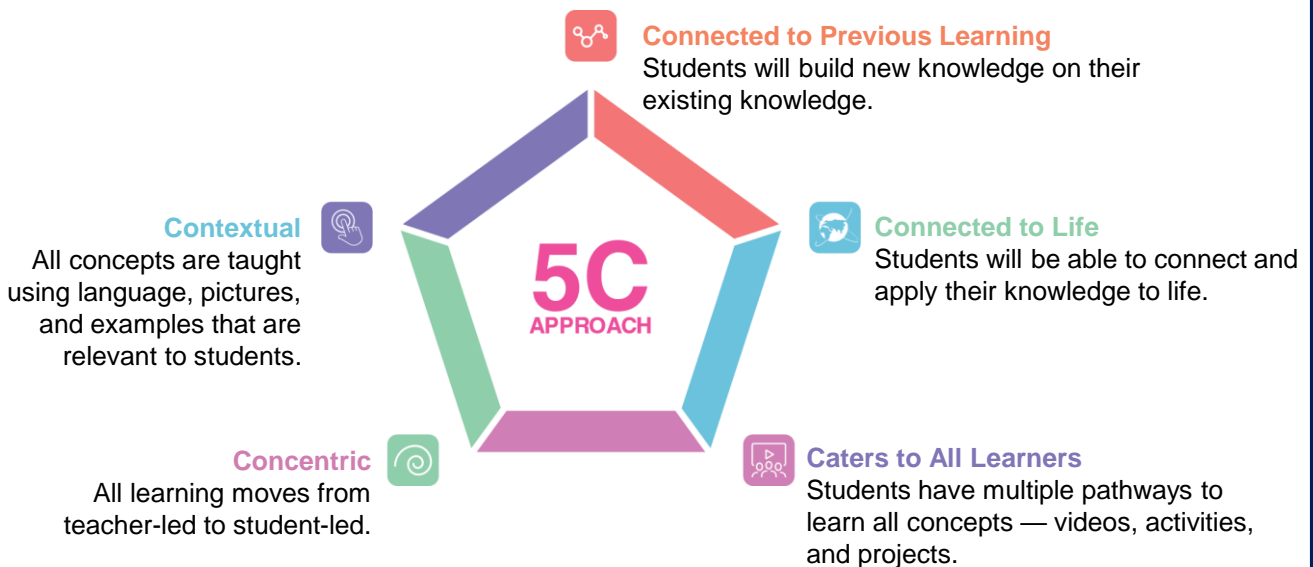 Connected to Previous Learning
Students will build new knowledge on their
existing knowledge.
Contextual
All concepts are taught
using language, pictures,
and examples that are
relevant to students.
5C
APPROACH
Connected to Life
Students will be able to connect and
apply their knowledge to life.
Concentric
All learning moves from
teacher-led to student-led.
Caters to All Learners
Students have multiple pathways to
learn all concepts — videos, activities,
and projects.